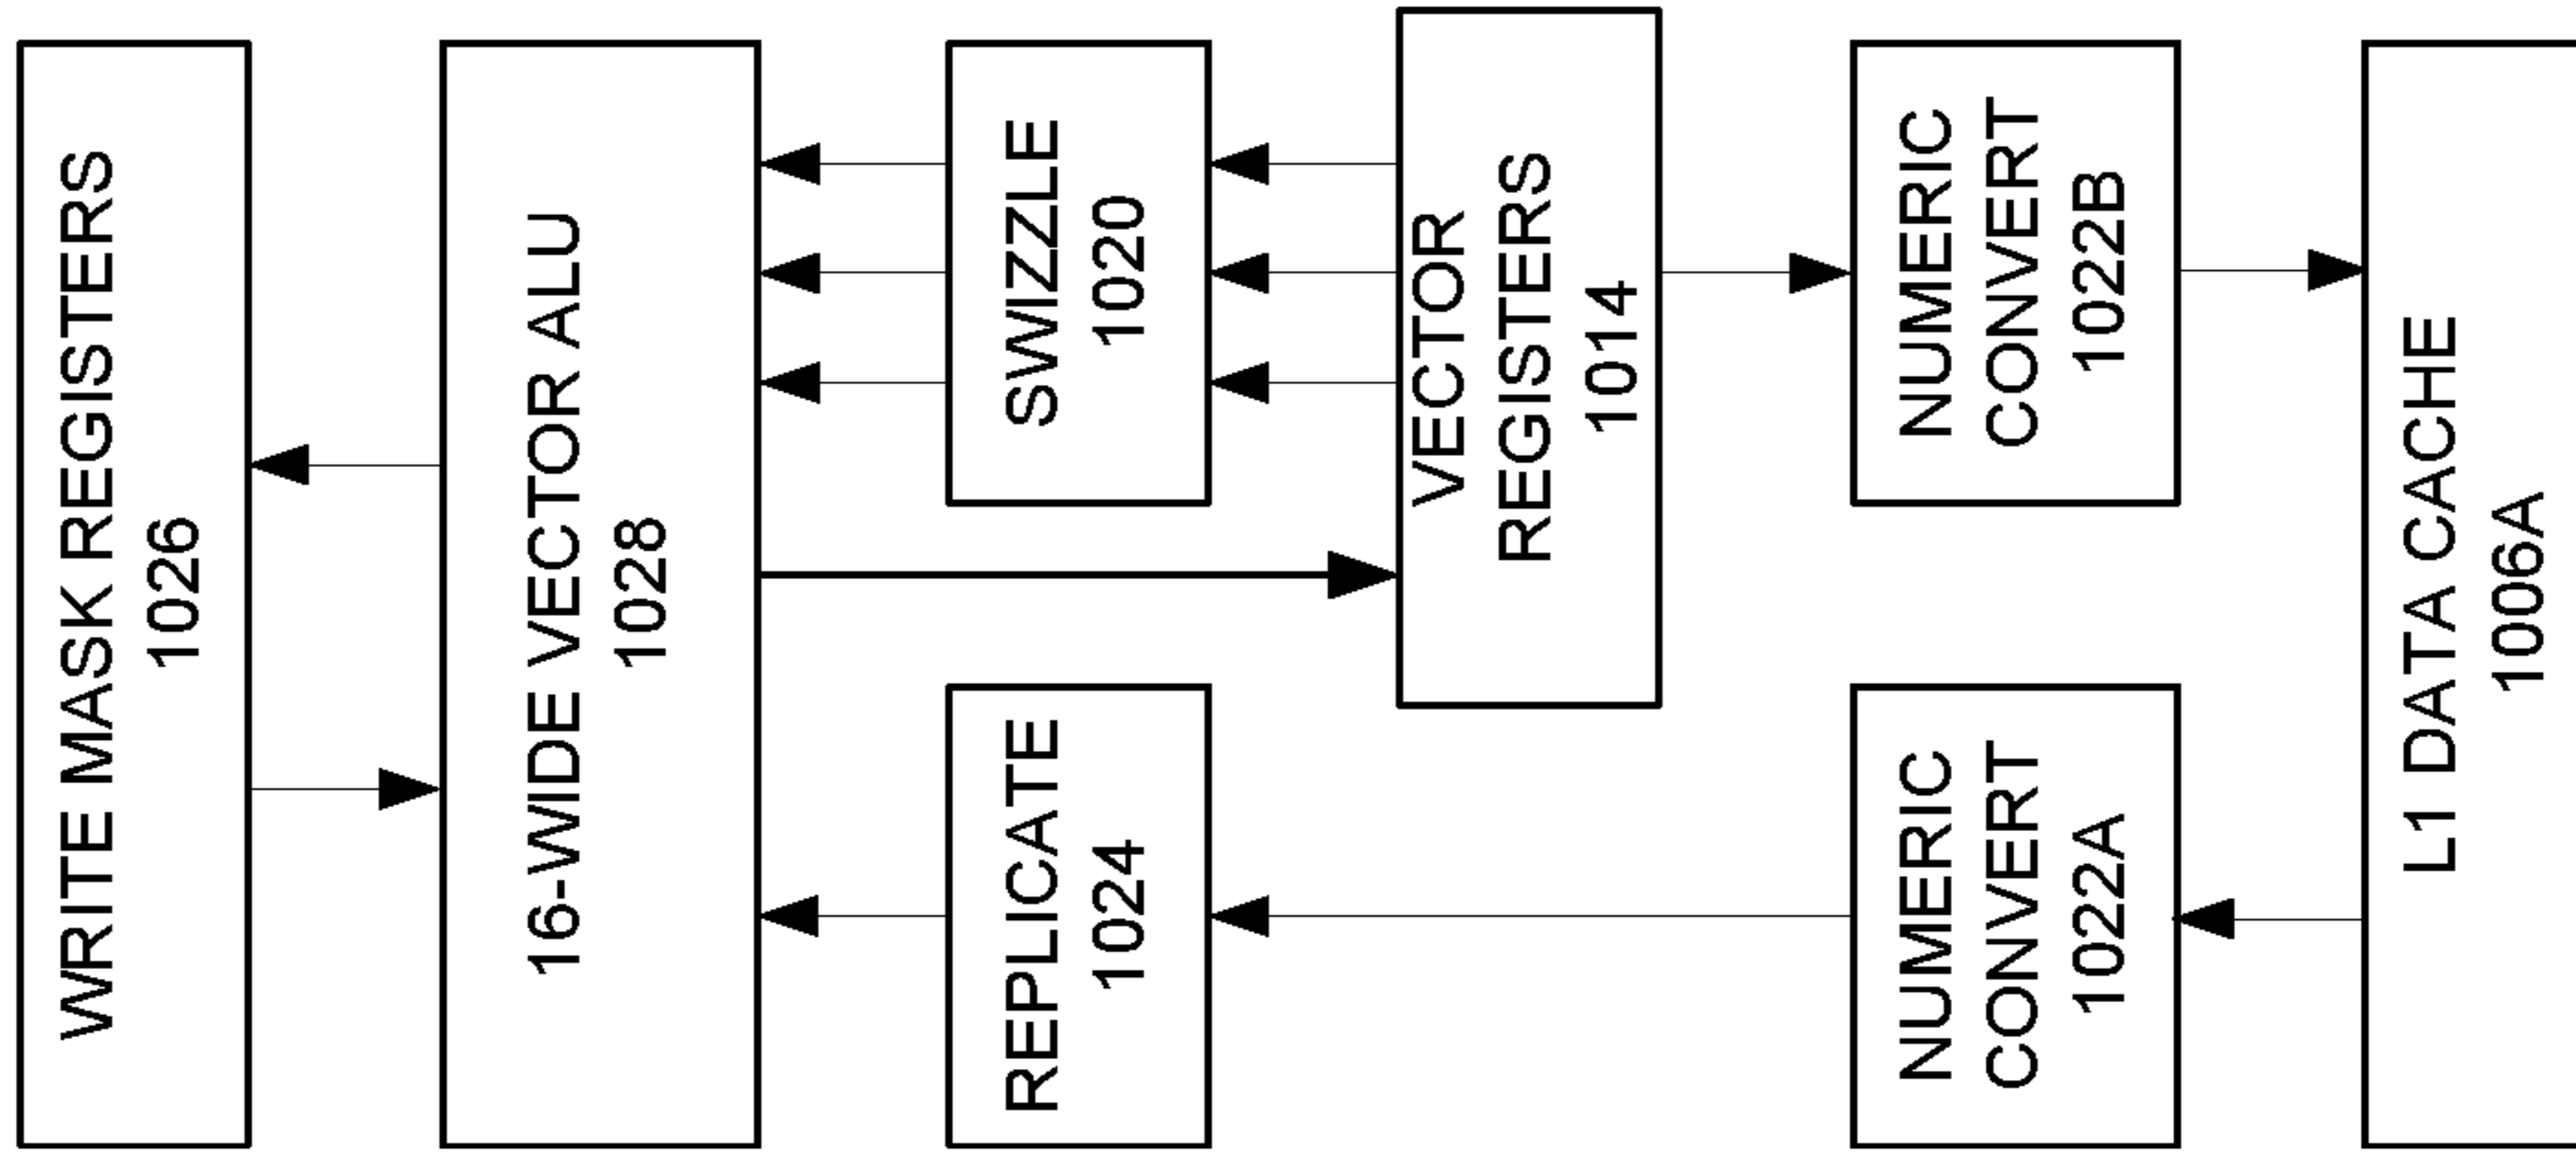 WRITE MASK REGISTERS
1026
16-WIDE VECTOR ALU
1028
REPLICATE
1024
SWIZZLE
1020
VECTOR
REGISTERS
1014
NUMERIC
CONVERT
1022A
NUMERIC
CONVERT
1022B
L1 DATA CACHE
1006A